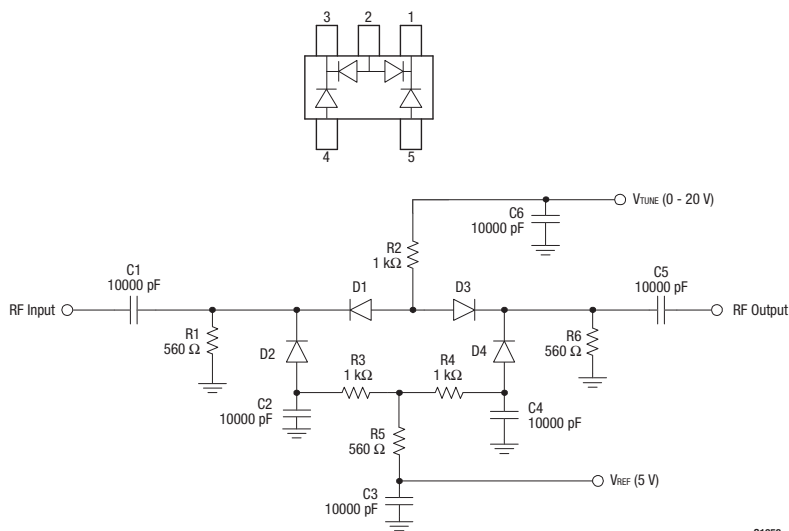 3 2 1
4 5
VTUNE (0 - 20 V)
C6
10000 pF
R2
1 kΩ
C1
10000 pF
C5
10000 pF
RF Input
D1
D3
RF Output
R1
560 Ω
D2
R3
1 kΩ
R4
1 kΩ
D4
R6
560 Ω
C2
10000 pF
R5
560 Ω
C4
10000 pF
VREF (5 V)
C3
10000 pF